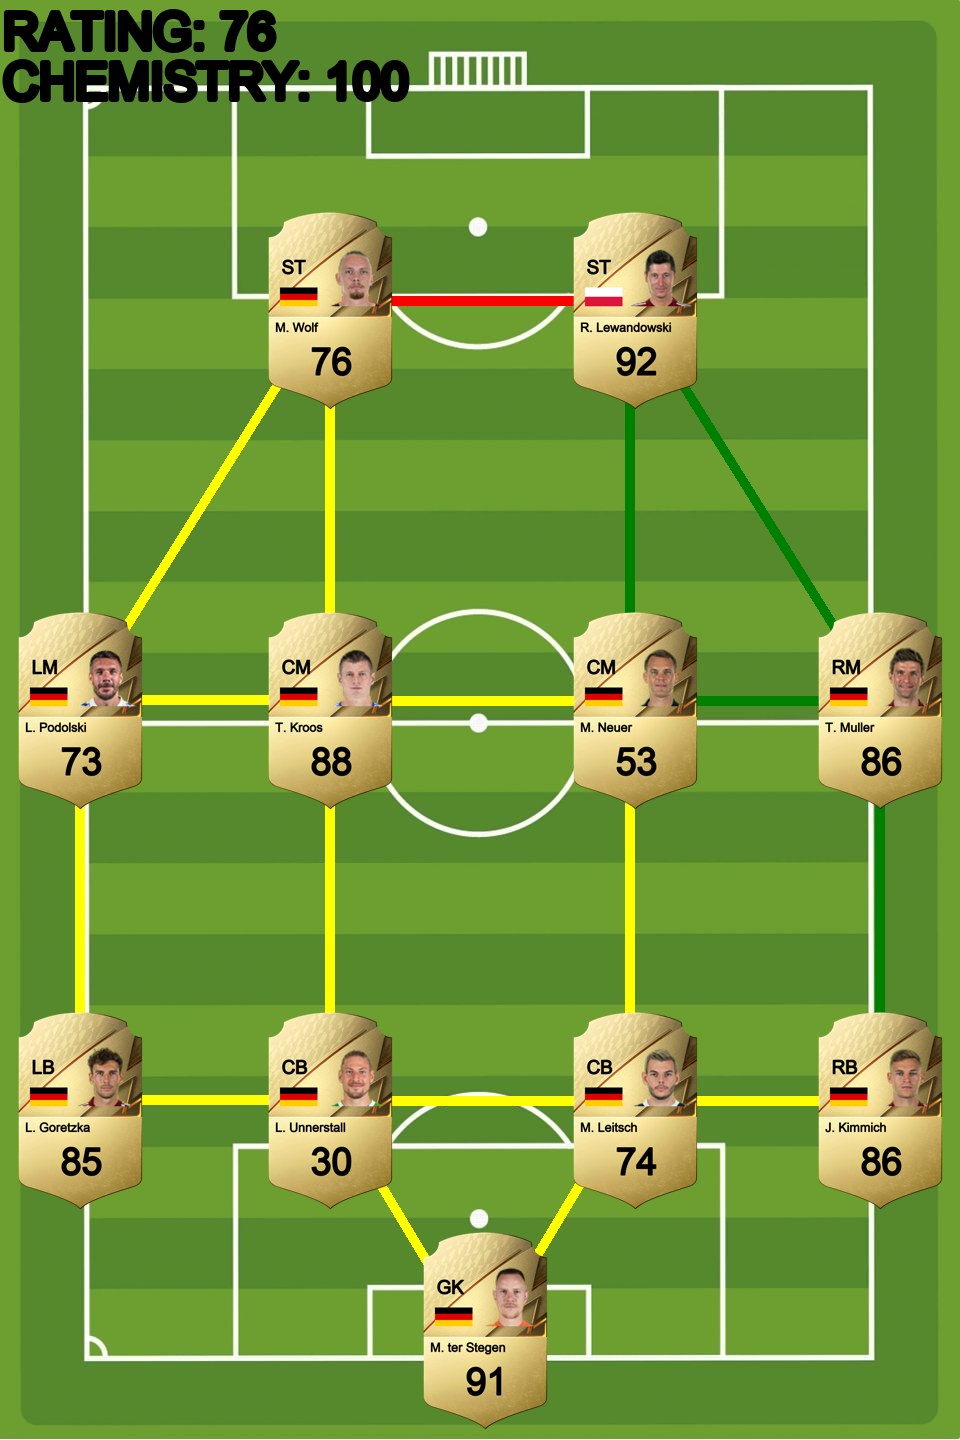 RATING: 76
CHEMISTRY: 100
ST
M. Wolf
76
ST
R. Lewandowski
92
LM
L. Podolski
73
CM
T. Kroos
88
CM
M. Neuer
53
RM
T. Muller
86
LB
L. Goretzka
85
CB
L. Unnerstall
30
CB
M. Leitsch
74
RB
J. Kimmich
86
GK
M. ter Stegen
91